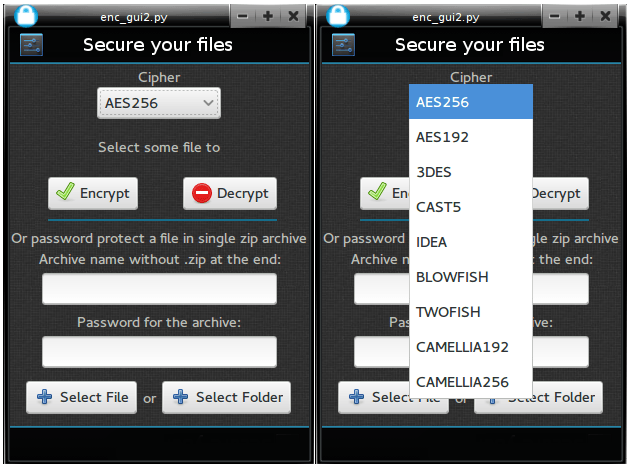 enc_gui2.py
Secure your files
Cipher
AES256
Select some file to
Encrypt
Decrypt
Or password protect a file in single zip archive
Archive name without .zip at the end:
Password for the archive:
Select File or Select Folder
enc_gui2.py
Secure your files
Cipher
AES256
AES192
3DES
CAST5
IDEA
BLOWFISH
TWOFISH
CAMELLIA192
CAMELLIA256
En
Decrypt
Or password
gle zip archive
Archive n
the end:
Pas
chive:
Select File or Select Folder